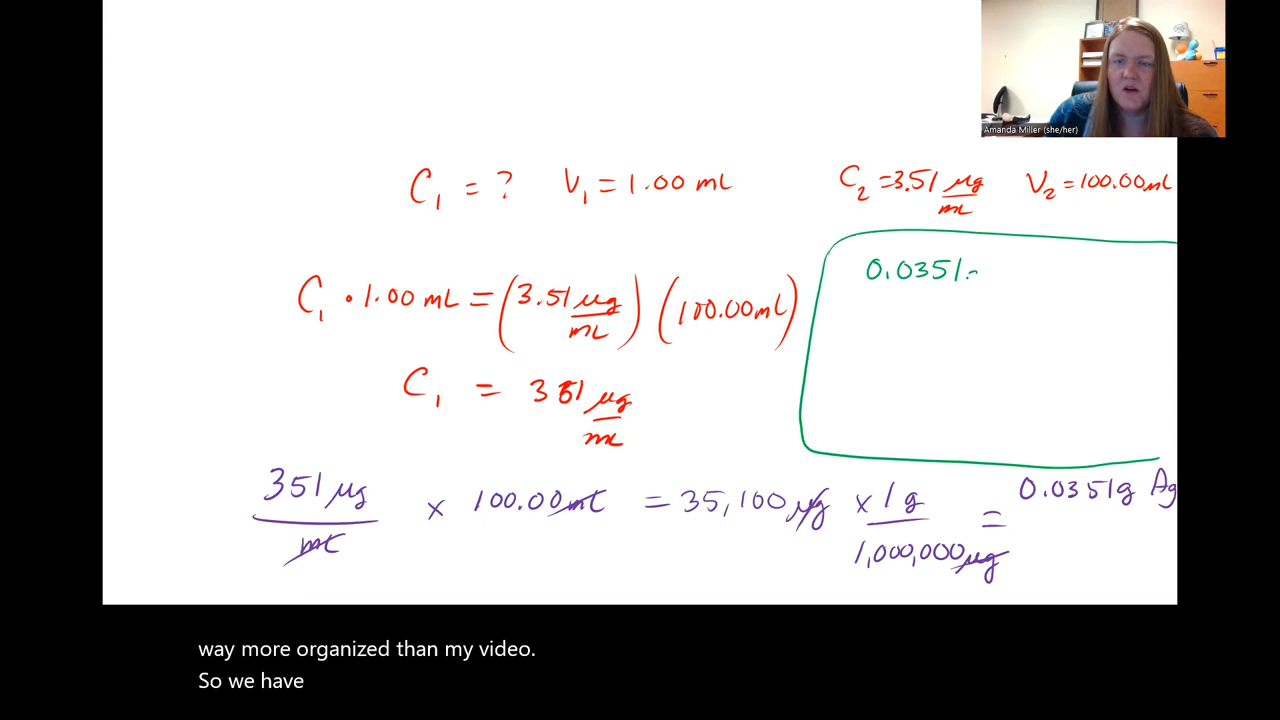 Amanda Miller (she/her)
C₁ = ? V₁ = 1.00 mL C₂ = 3.51 μg/mL V₂ = 100.00 mL
0.0351
C₁ · 1.00 mL = (3.51 μg/mL) (100.00 mL)
C₁ = 351 μg/mL
351 μg/mL × 100.00 mL = 35,100 μg × 1 g/1,000,000 μg = 0.0351g Ag
way more organized than my video.
So we have